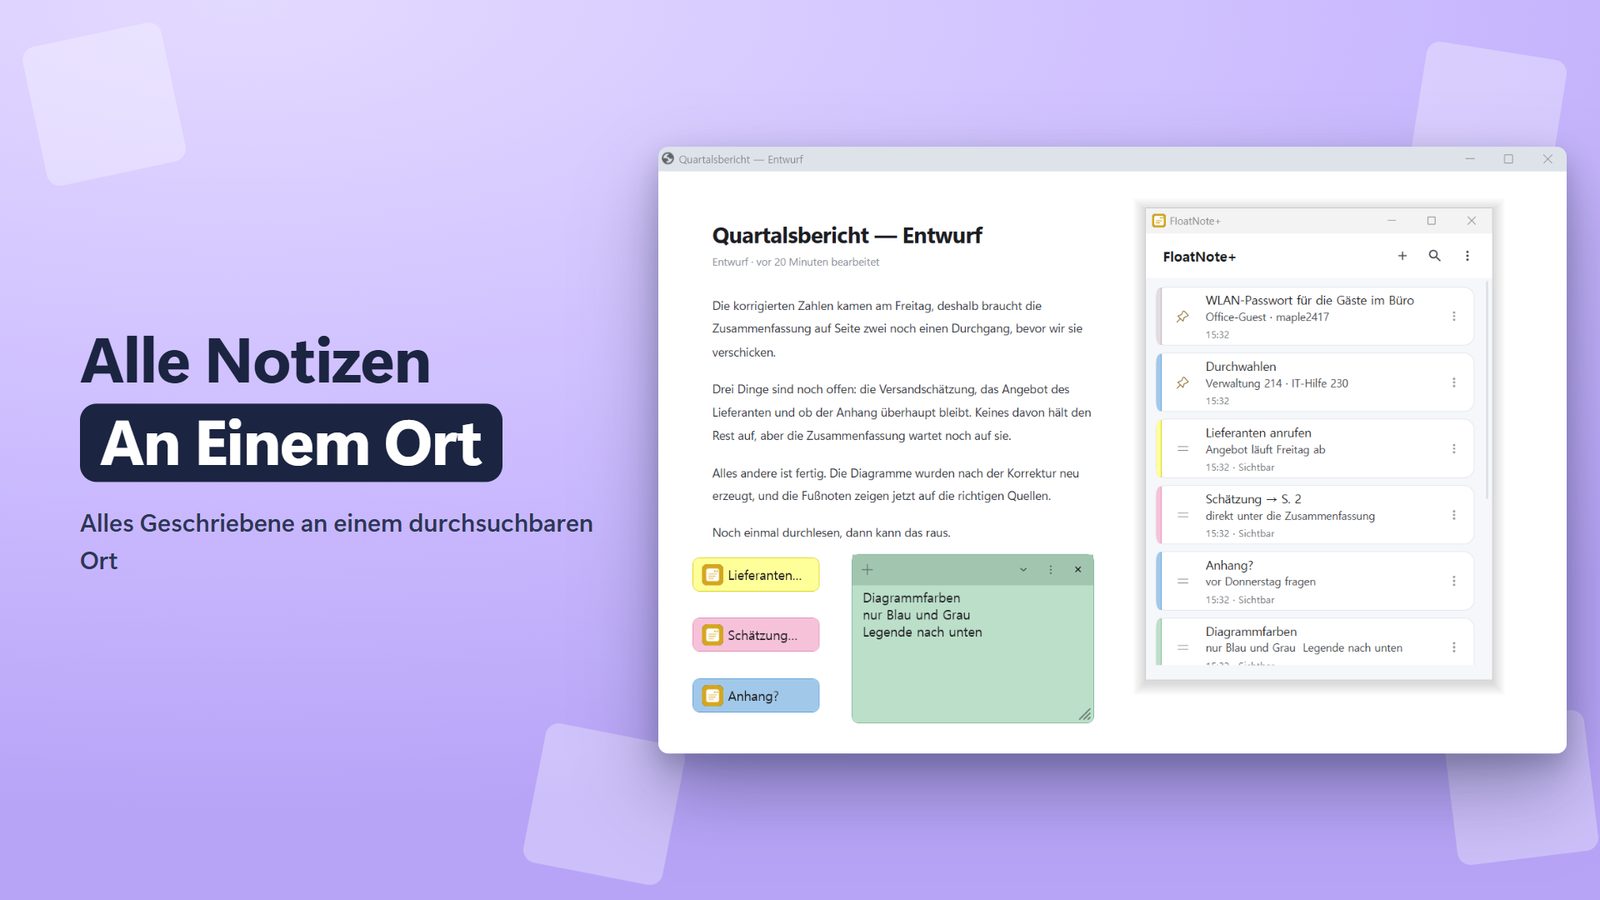 Alle Notizen
An Einem Ort
Alles Geschriebene an einem durchsuchbaren
Ort
Quartalsbericht — Entwurf
Quartalsbericht — Entwurf
Entwurf · vor 20 Minuten bearbeitet
Die korrigierten Zahlen kamen am Freitag, deshalb braucht die
Zusammenfassung auf Seite zwei noch einen Durchgang, bevor wir sie
verschicken.
Drei Dinge sind noch offen: die Versandschätzung, das Angebot des
Lieferanten und ob der Anhang überhaupt bleibt. Keines davon hält den
Rest auf, aber die Zusammenfassung wartet noch auf sie.
Alles andere ist fertig. Die Diagramme wurden nach der Korrektur neu
erzeugt, und die Fußnoten zeigen jetzt auf die richtigen Quellen.
Noch einmal durchlesen, dann kann das raus.
Lieferanten...
Schätzung...
Anhang?
Diagrammfarben
nur Blau und Grau
Legende nach unten
FloatNote+
FloatNote+
WLAN-Passwort für die Gäste im Büro
Office-Guest · maple2417
15:32
Durchwahlen
Verwaltung 214 · IT-Hilfe 230
15:32
Lieferanten anrufen
Angebot läuft Freitag ab
15:32 · Sichtbar
Schätzung → S. 2
direkt unter die Zusammenfassung
15:32 · Sichtbar
Anhang?
vor Donnerstag fragen
15:32 · Sichtbar
Diagrammfarben
nur Blau und Grau Legende nach unten